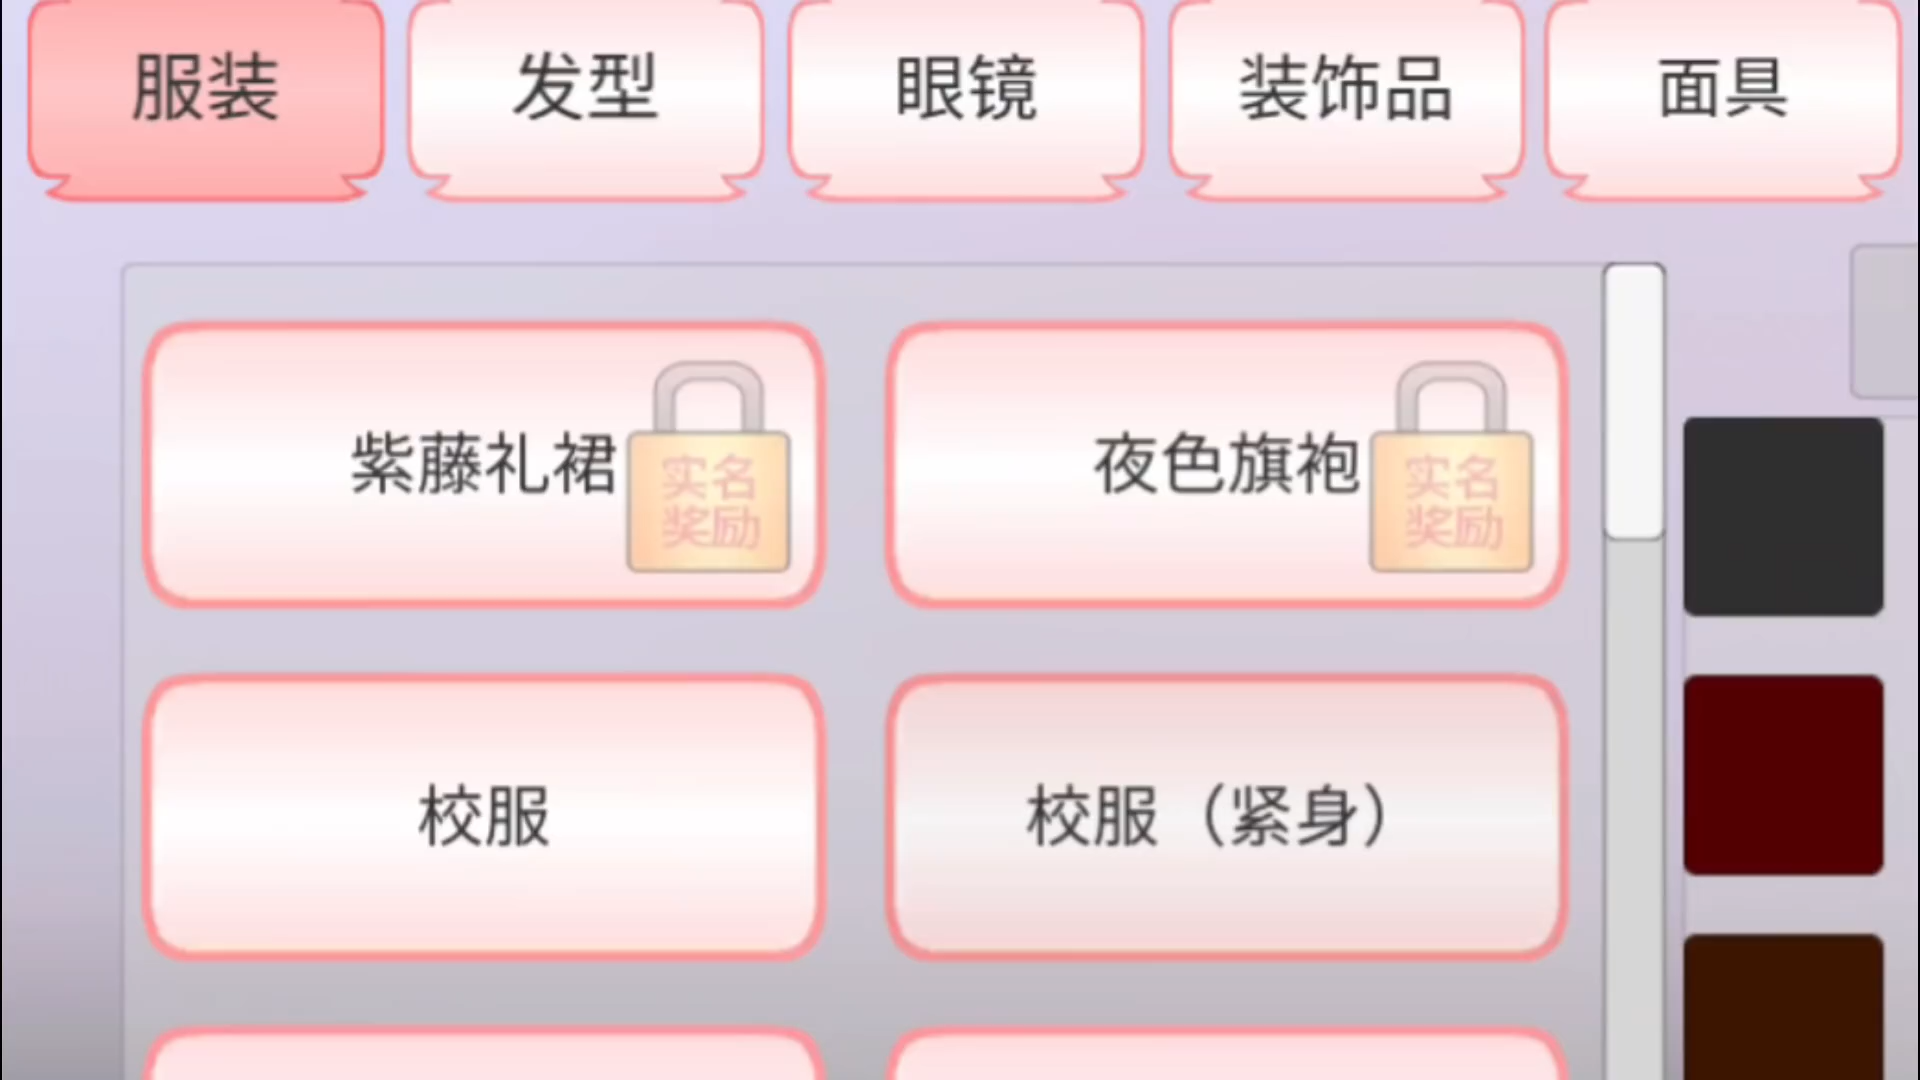 服装
发型
眼镜
装饰品
面具
紫藤礼裙
实名
奖励
夜色旗袍
实名
奖励
校服
校服（紧身）